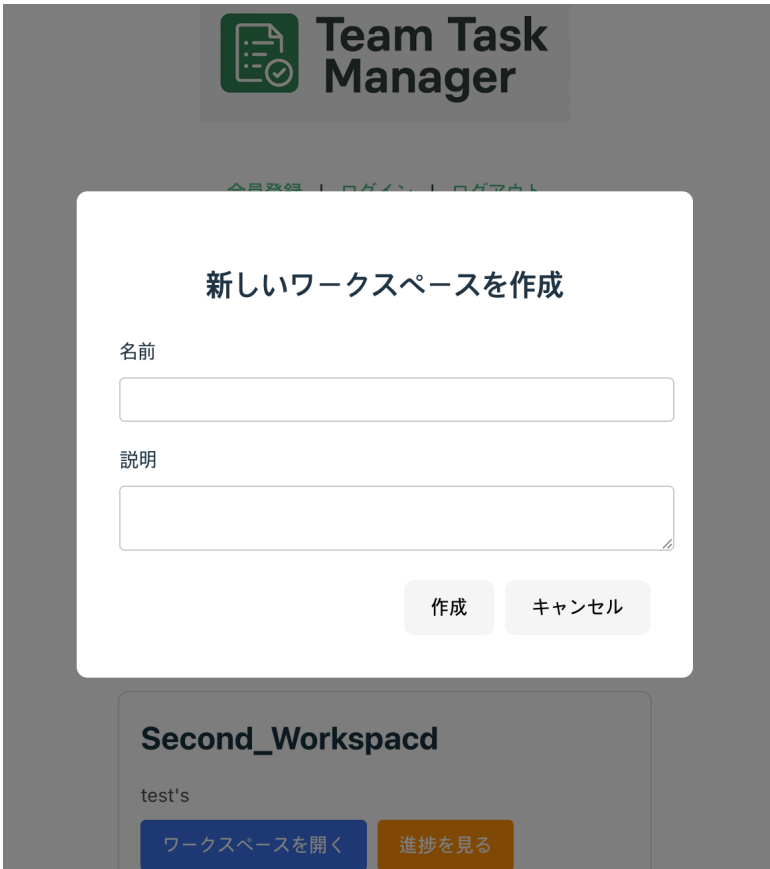 Team Task
Manager
会員登録 | ログイン | ログアウト
新しいワークスペースを作成
名前
説明
作成 キャンセル
Second_Workspacd
test's
ワークスペースを開く 進捗を見る